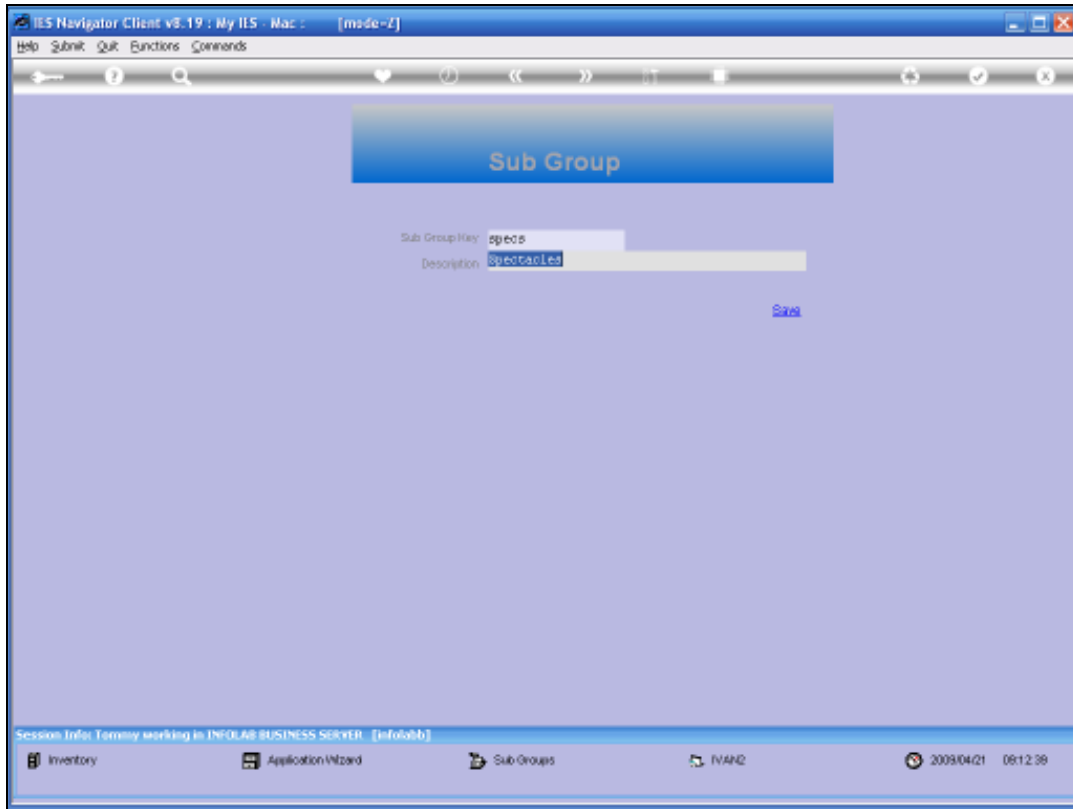 IES Navigator Client v8.19 : My IES - Mac : [mode=Z]
Help Submit Quit Functions Commands
Sub Group
Sub Group Key specs
Description Spectacles
Save
Session Info: Tommy working in INFOLAB BUSINESS SERVER [infolabb]
Inventory Application Wizard Sub Groups IVAN2 2009/04/21 09:12:39